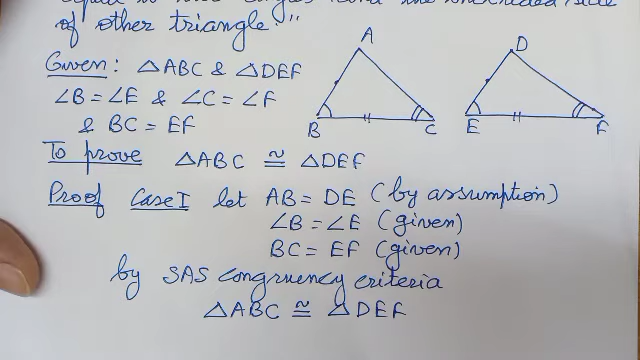 equal to two angles and the included side
of other triangle."
Given: △ABC & △DEF
∠B = ∠E & ∠C = ∠F
& BC = EF
A
B
C
D
E
F
To prove △ABC ≅ △DEF
Proof Case I let AB = DE (by assumption)
∠B = ∠E (given)
BC = EF (given)
by SAS congruency criteria
△ABC ≅ △DEF